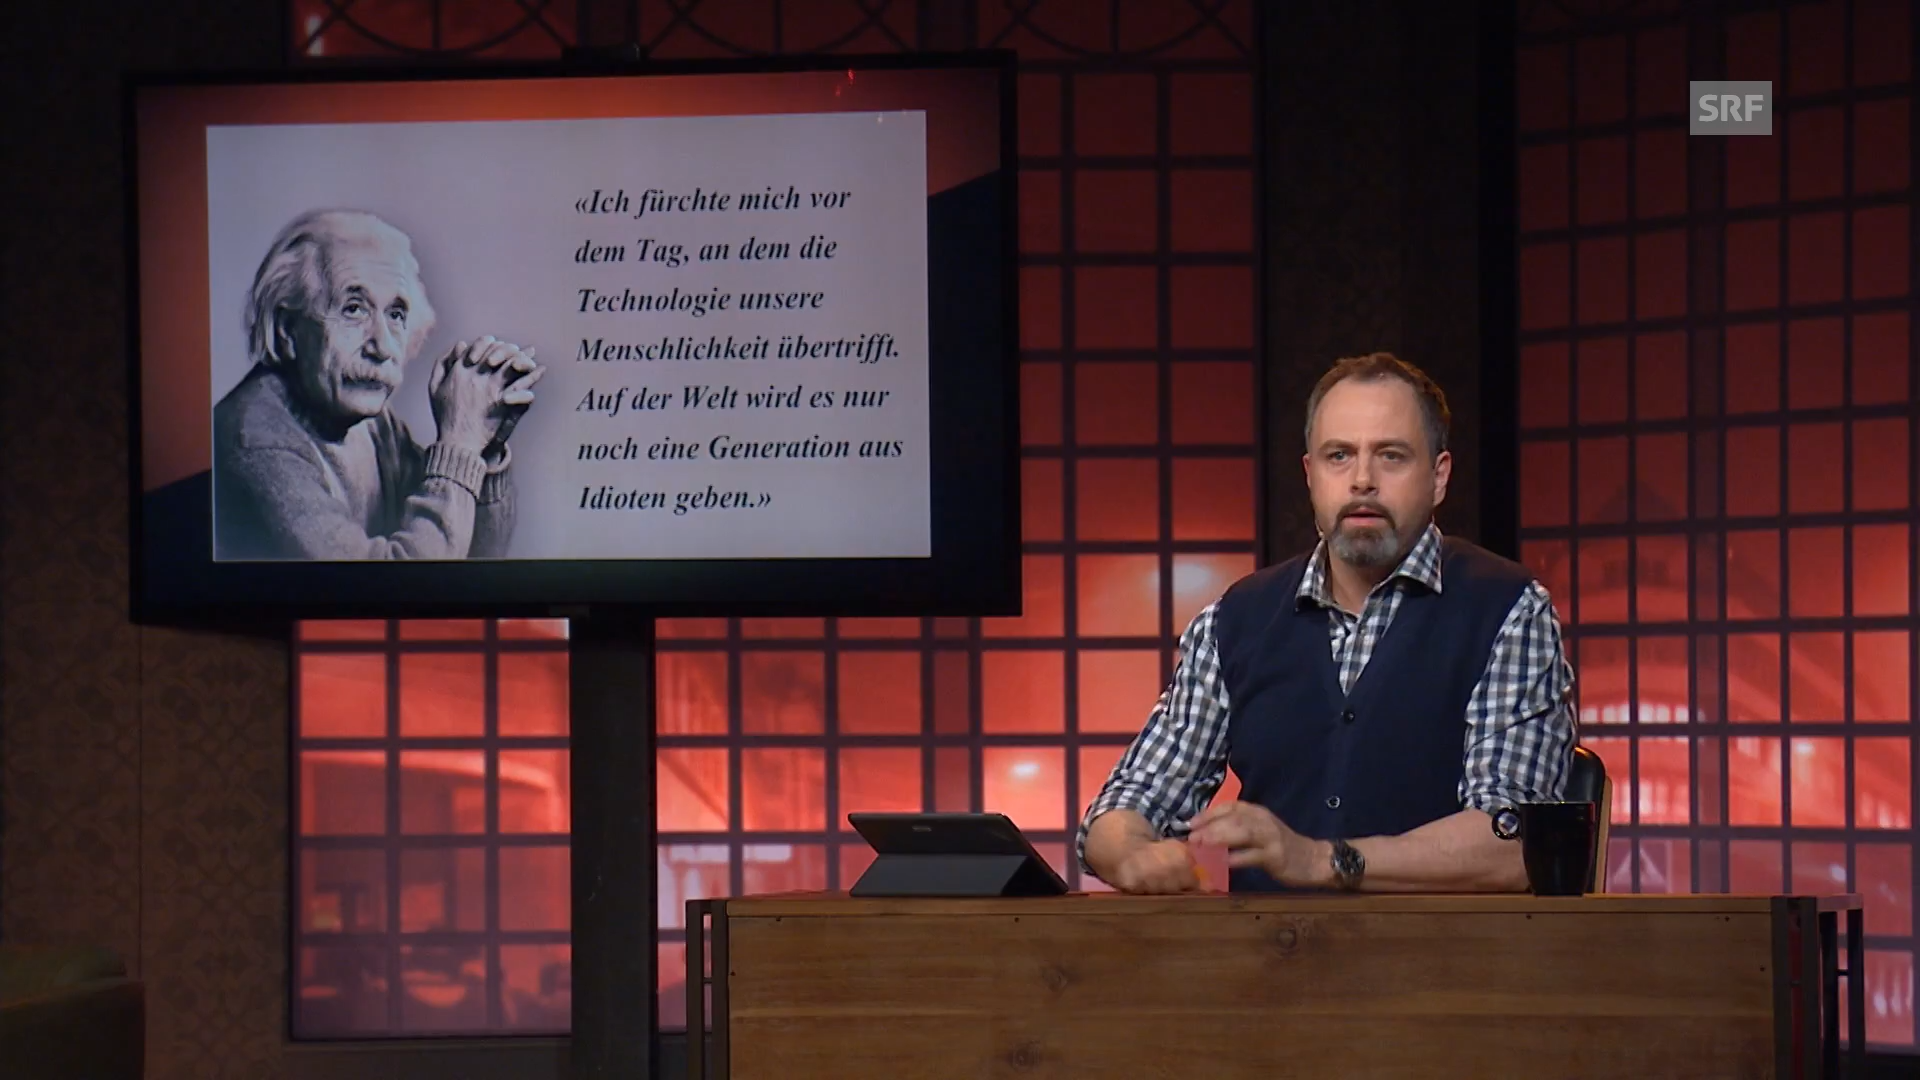 SRF
«Ich fürchte mich vor
dem Tag, an dem die
Technologie unsere
Menschlichkeit übertrifft.
Auf der Welt wird es nur
noch eine Generation aus
Idioten geben.»